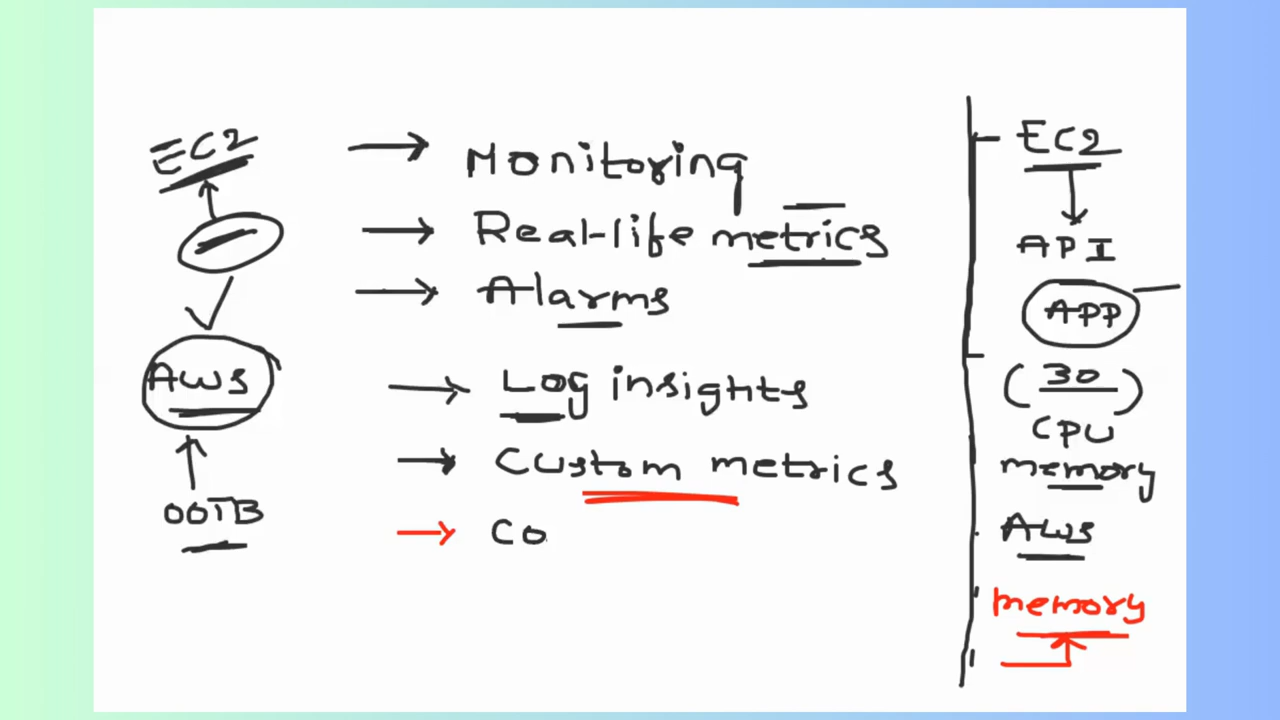 EC2
AWS
OOTB
Monitoring
Real-life metrics
Alarms
Log insights
Custom metrics
Co
EC2
API
APP
(30)
CPU
memory
AWS
memory